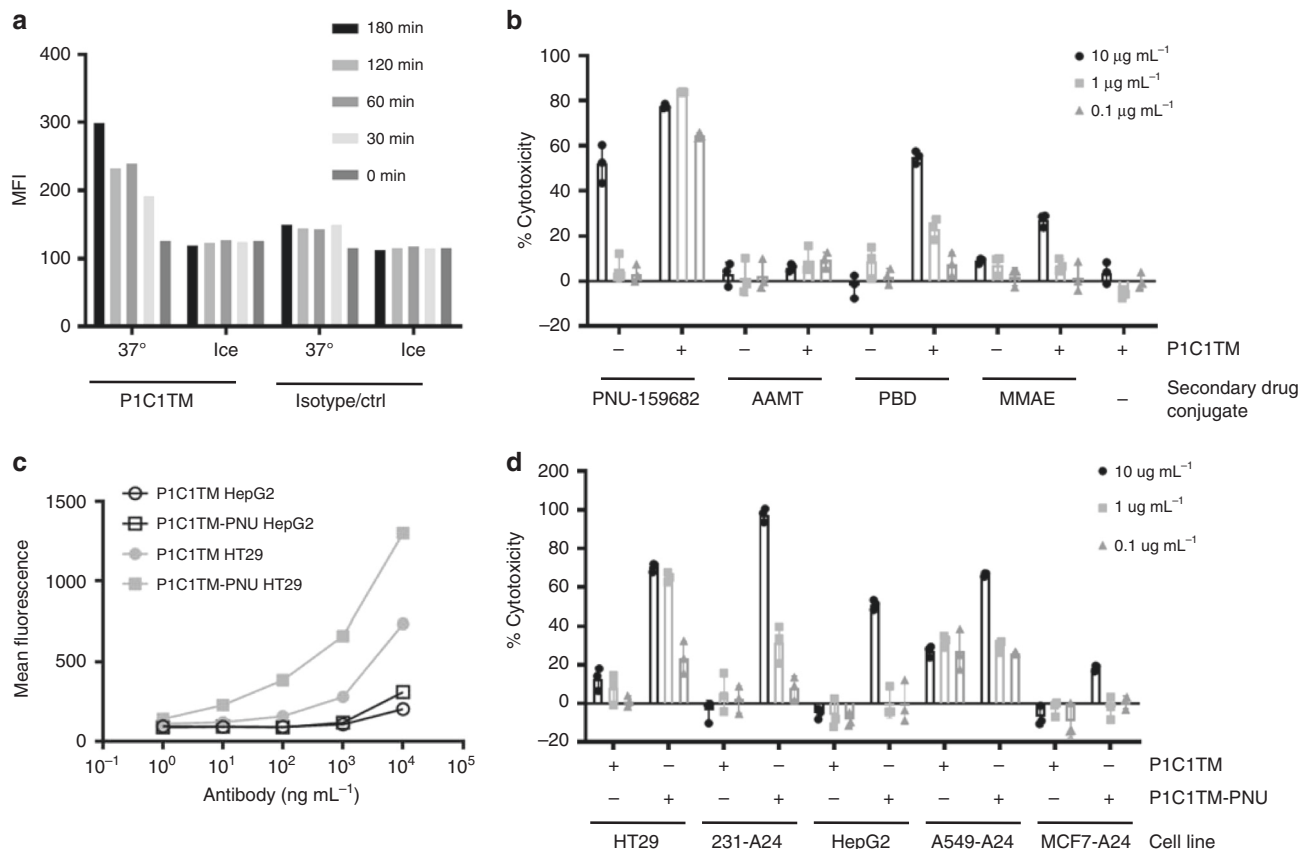 a
400
300
200
100
0
MFI
180 min
120 min
60 min
30 min
0 min
37° Ice 37° Ice
P1C1TM Isotype/ctrl
b
100
80
60
40
20
0
–20
% Cytotoxicity
10 µg mL⁻¹
1 µg mL⁻¹
0.1 µg mL⁻¹
– + – + – + – + + P1C1TM
PNU-159682 AAMT PBD MMAE – Secondary drug
conjugate
c
1500
1000
500
0
Mean fluorescence
P1C1TM HepG2
P1C1TM-PNU HepG2
P1C1TM HT29
P1C1TM-PNU HT29
10⁻¹ 10⁰ 10¹ 10² 10³ 10⁴ 10⁵
Antibody (ng mL⁻¹)
d
200
100
60
40
20
0
–20
% Cytotoxicity
10 ug mL⁻¹
1 ug mL⁻¹
0.1 ug mL⁻¹
+ – + – + – + – + – P1C1TM
– + – + – + – + – + P1C1TM-PNU
HT29 231-A24 HepG2 A549-A24 MCF7-A24 Cell line